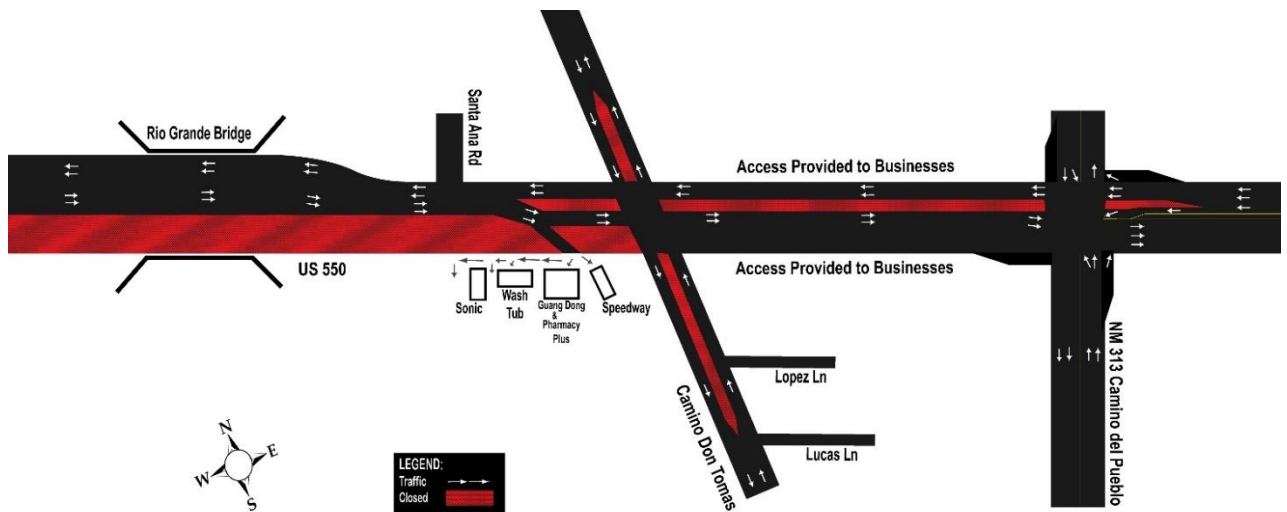 Rio Grande Bridge
Santa Ana Rd
Access Provided to Businesses
US 550
Access Provided to Businesses
Sonic
Wash
Tub
Guang Dong
&
Pharmacy
Plus
Speedway
Lopez Ln
Lucas Ln
Camino Don Tomas
NM 313 Camino del Pueblo
N
E
W
S
LEGEND:
Traffic
Closed